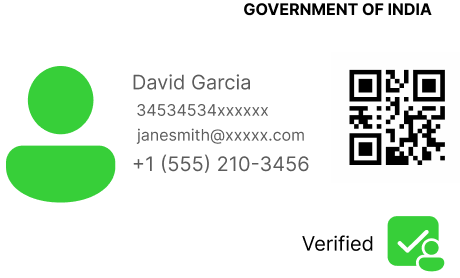 GOVERNMENT OF INDIA
David Garcia
34534534xxxxxx
janesmith@xxxxx.com
+1 (555) 210-3456
Verified